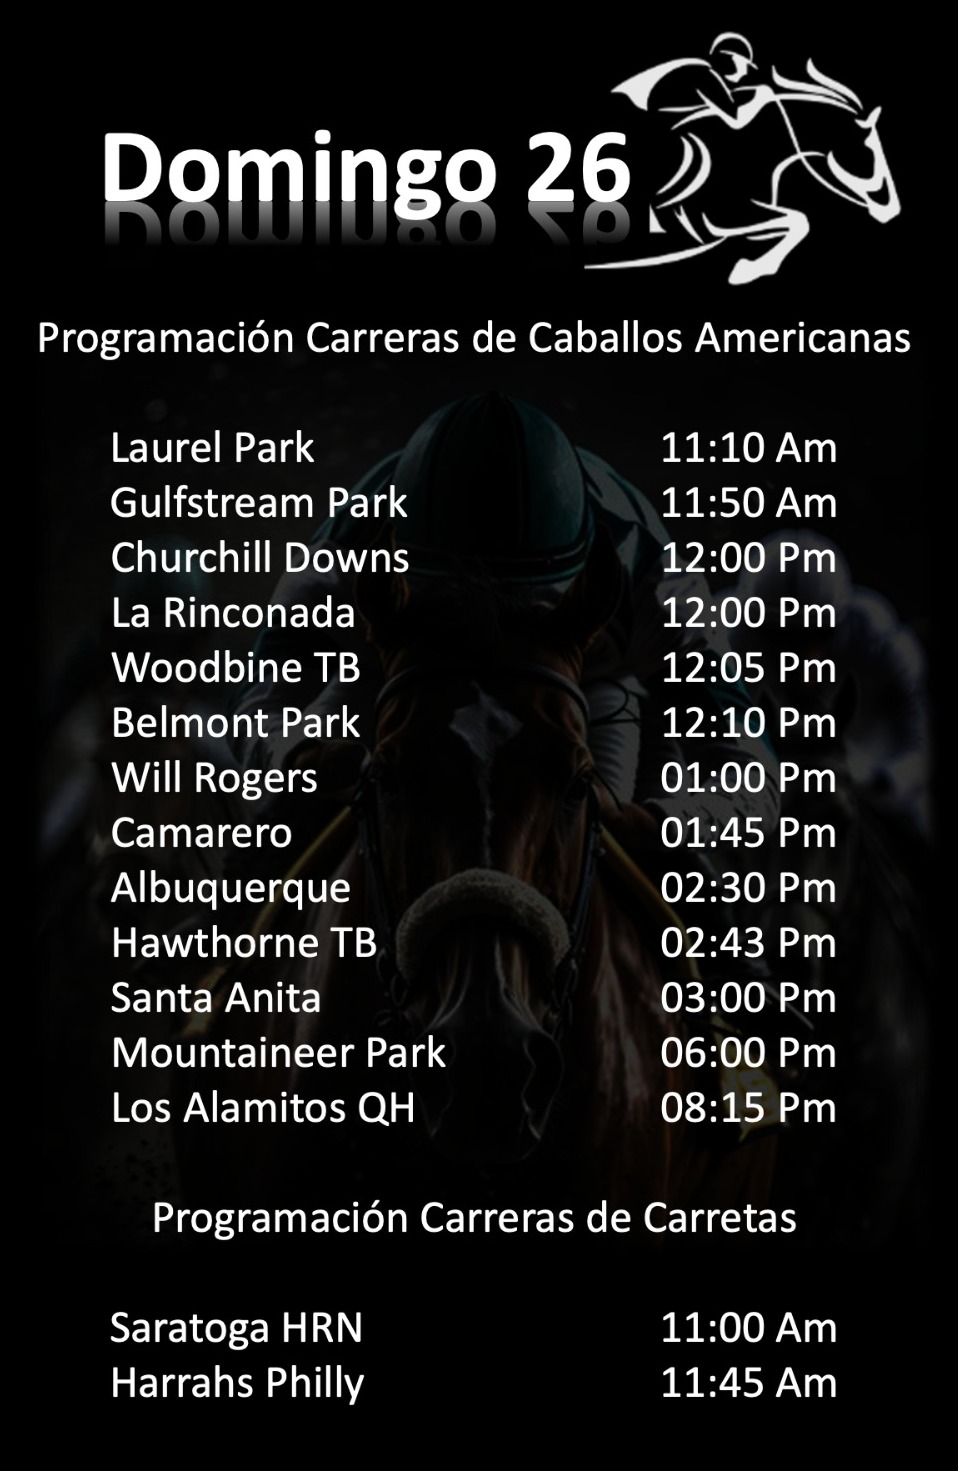 Domingo 26
Programación Carreras de Caballos Americanas
Laurel Park 11:10 Am
Gulfstream Park 11:50 Am
Churchill Downs 12:00 Pm
La Rinconada 12:00 Pm
Woodbine TB 12:05 Pm
Belmont Park 12:10 Pm
Will Rogers 01:00 Pm
Camarero 01:45 Pm
Albuquerque 02:30 Pm
Hawthorne TB 02:43 Pm
Santa Anita 03:00 Pm
Mountaineer Park 06:00 Pm
Los Alamitos QH 08:15 Pm
Programación Carreras de Carretas
Saratoga HRN 11:00 Am
Harrahs Philly 11:45 Am